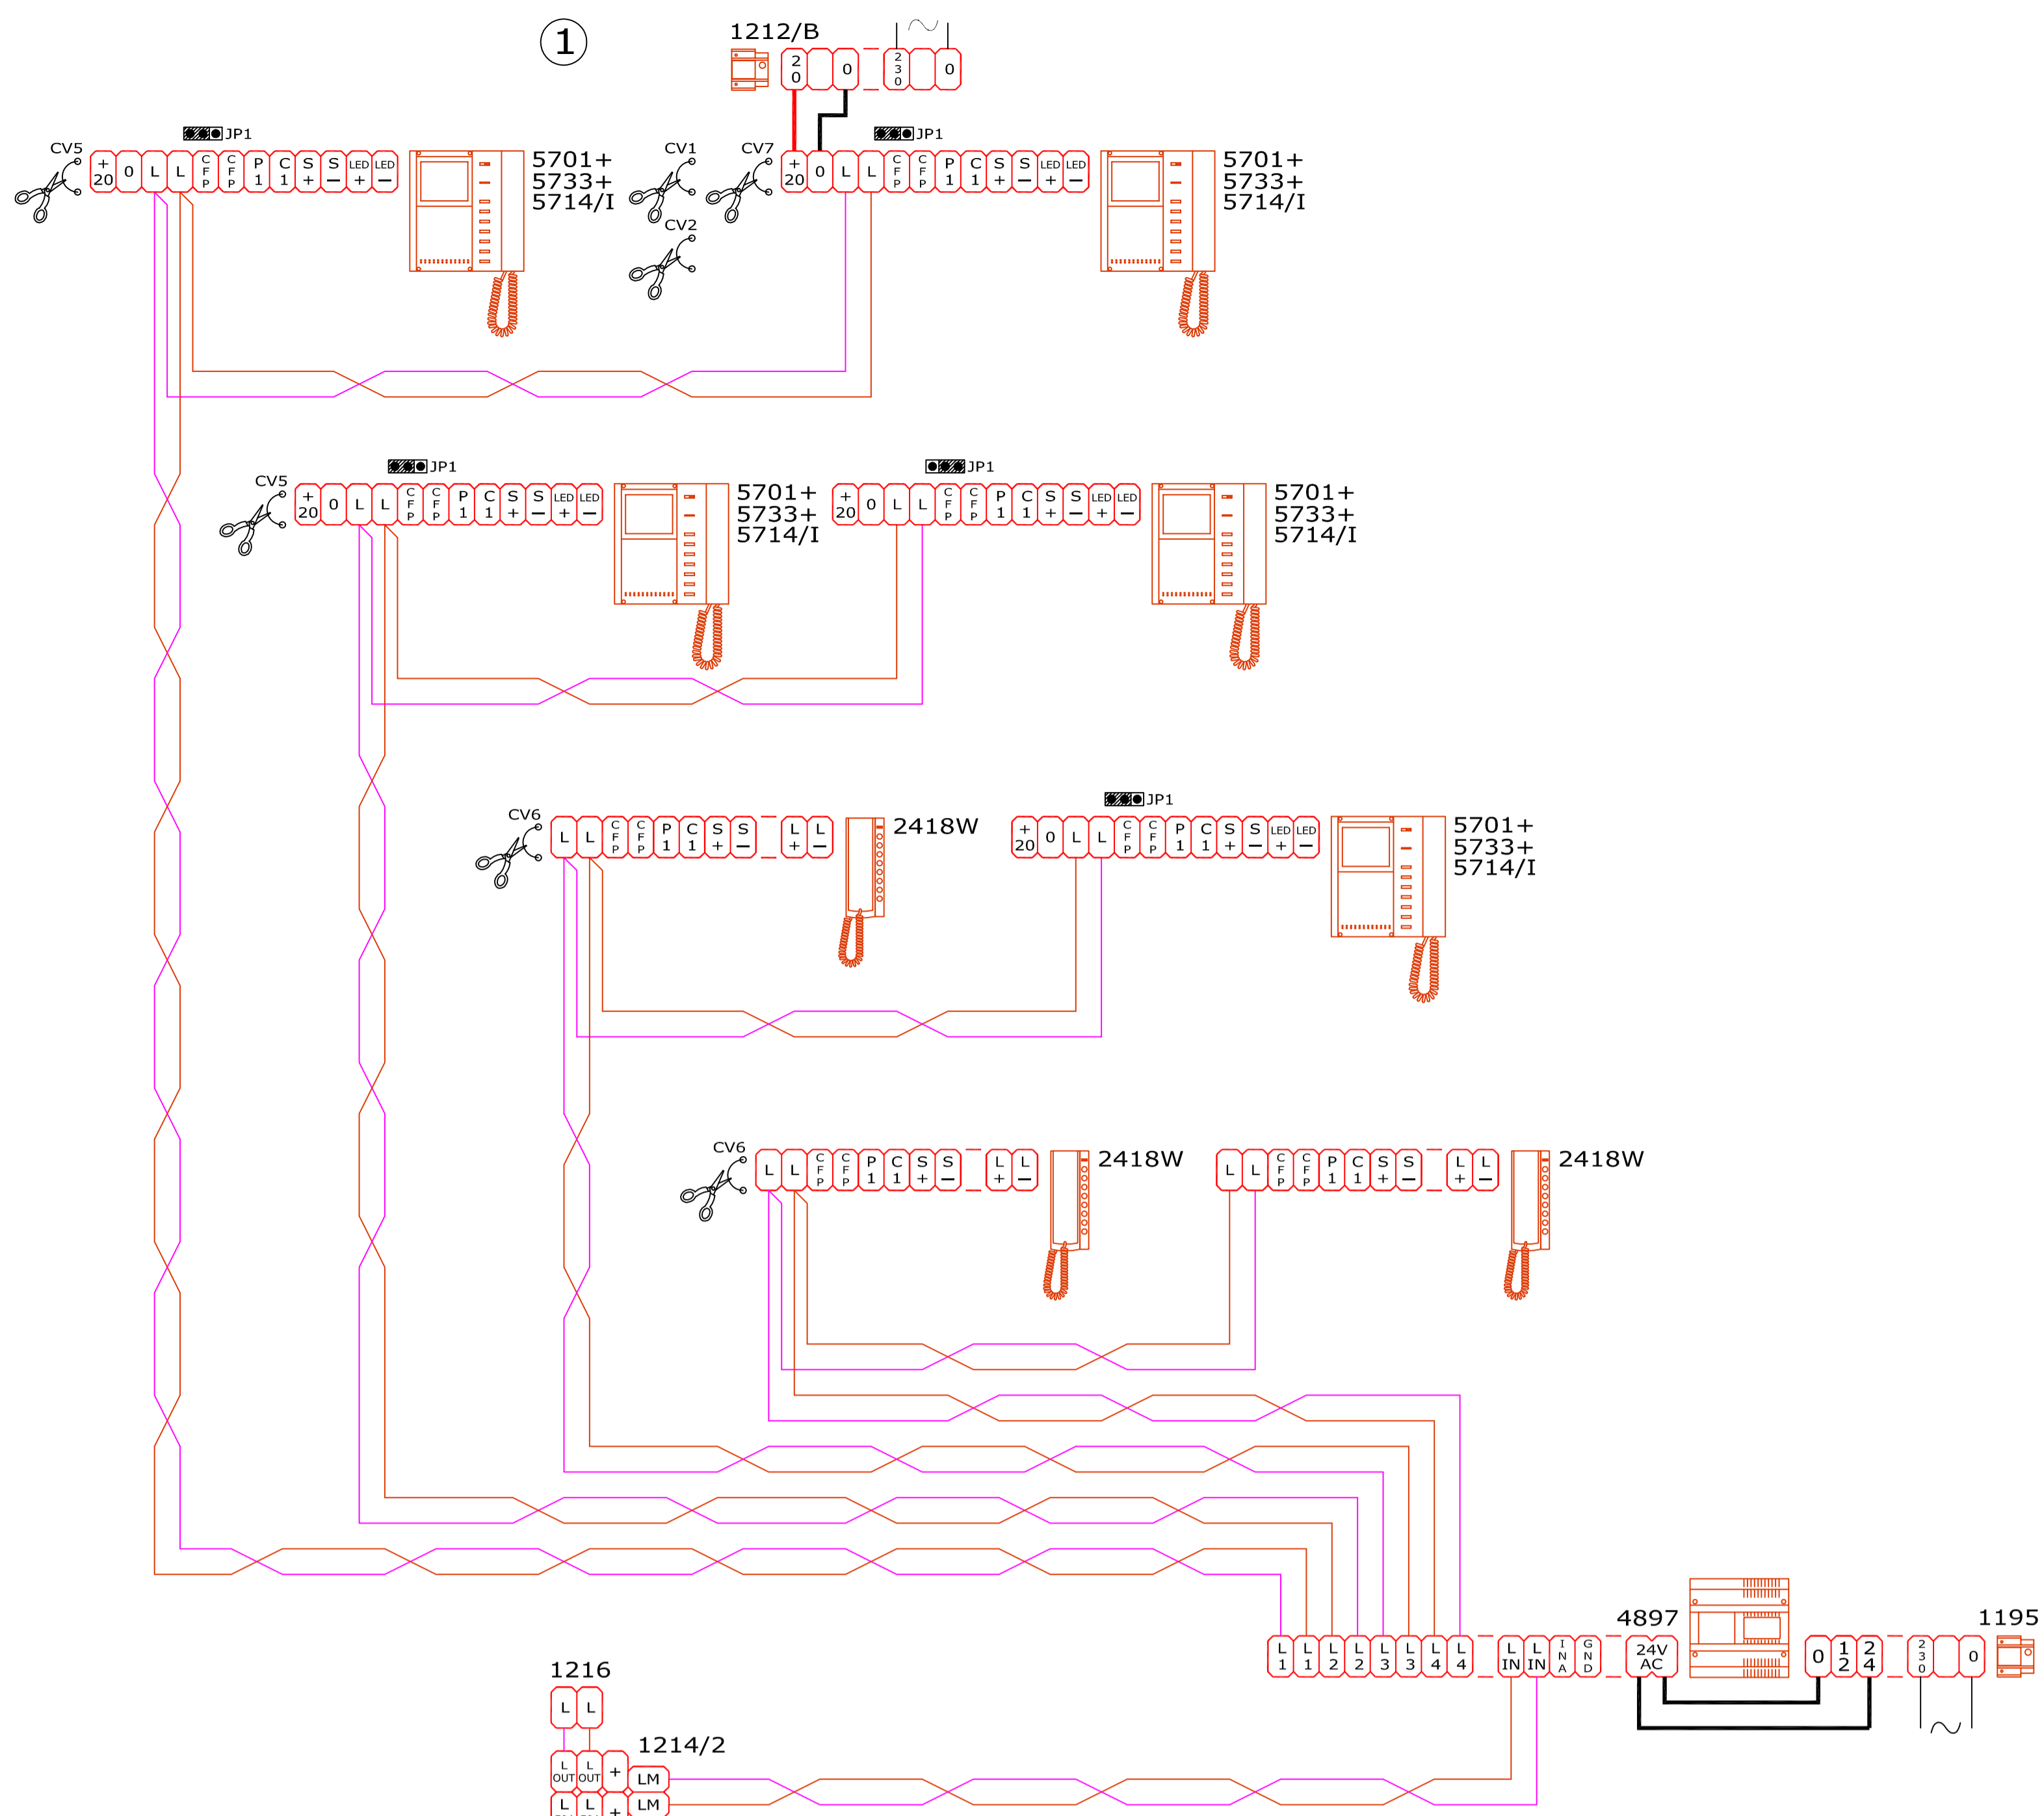 1
1212/B
20 0 230 0
JP1
JP1
CV5
+20 0 L L CFP CFP P1 C1 S+ S− LED+ LED−
5701+
5733+
5714/I
CV1
CV7
CV2
+20 0 L L CFP CFP P1 C1 S+ S− LED+ LED−
5701+
5733+
5714/I
JP1
JP1
CV5
+20 0 L L CFP CFP P1 C1 S+ S− LED+ LED−
5701+
5733+
5714/I
+20 0 L L CFP CFP P1 C1 S+ S− LED+ LED−
5701+
5733+
5714/I
JP1
CV6
L L CFP CFP P1 C1 S+ S− L+ L−
2418W
+20 0 L L CFP CFP P1 C1 S+ S− LED+ LED−
5701+
5733+
5714/I
CV6
L L CFP CFP P1 C1 S+ S− L+ L−
2418W
L L CFP CFP P1 C1 S+ S− L+ L−
2418W
4897
1195
L1 L1 L2 L2 L3 L3 L4 L4 LIN LIN INA GND 24V AC
0 12 24 230 0
1216
L L
1214/2
L OUT L OUT + LM
L L + LM